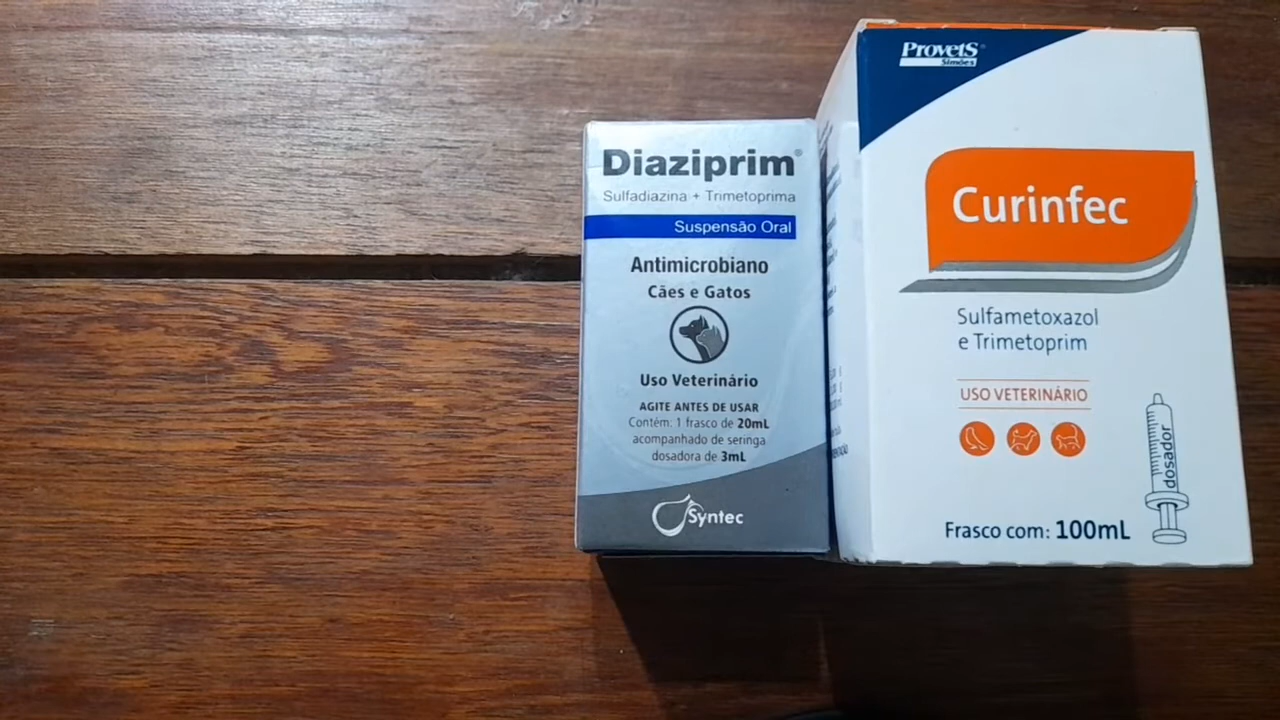 Diaziprim®
Sulfadiazina + Trimetoprima
Suspensão Oral
Antimicrobiano
Cães e Gatos
Uso Veterinário
AGITE ANTES DE USAR
Contém: 1 frasco de 20mL
acompanhado de seringa
dosadora de 3mL
Syntec
ProvetS®
Simões
Curinfec
Sulfametoxazol
e Trimetoprim
USO VETERINÁRIO
dosador
Frasco com: 100mL